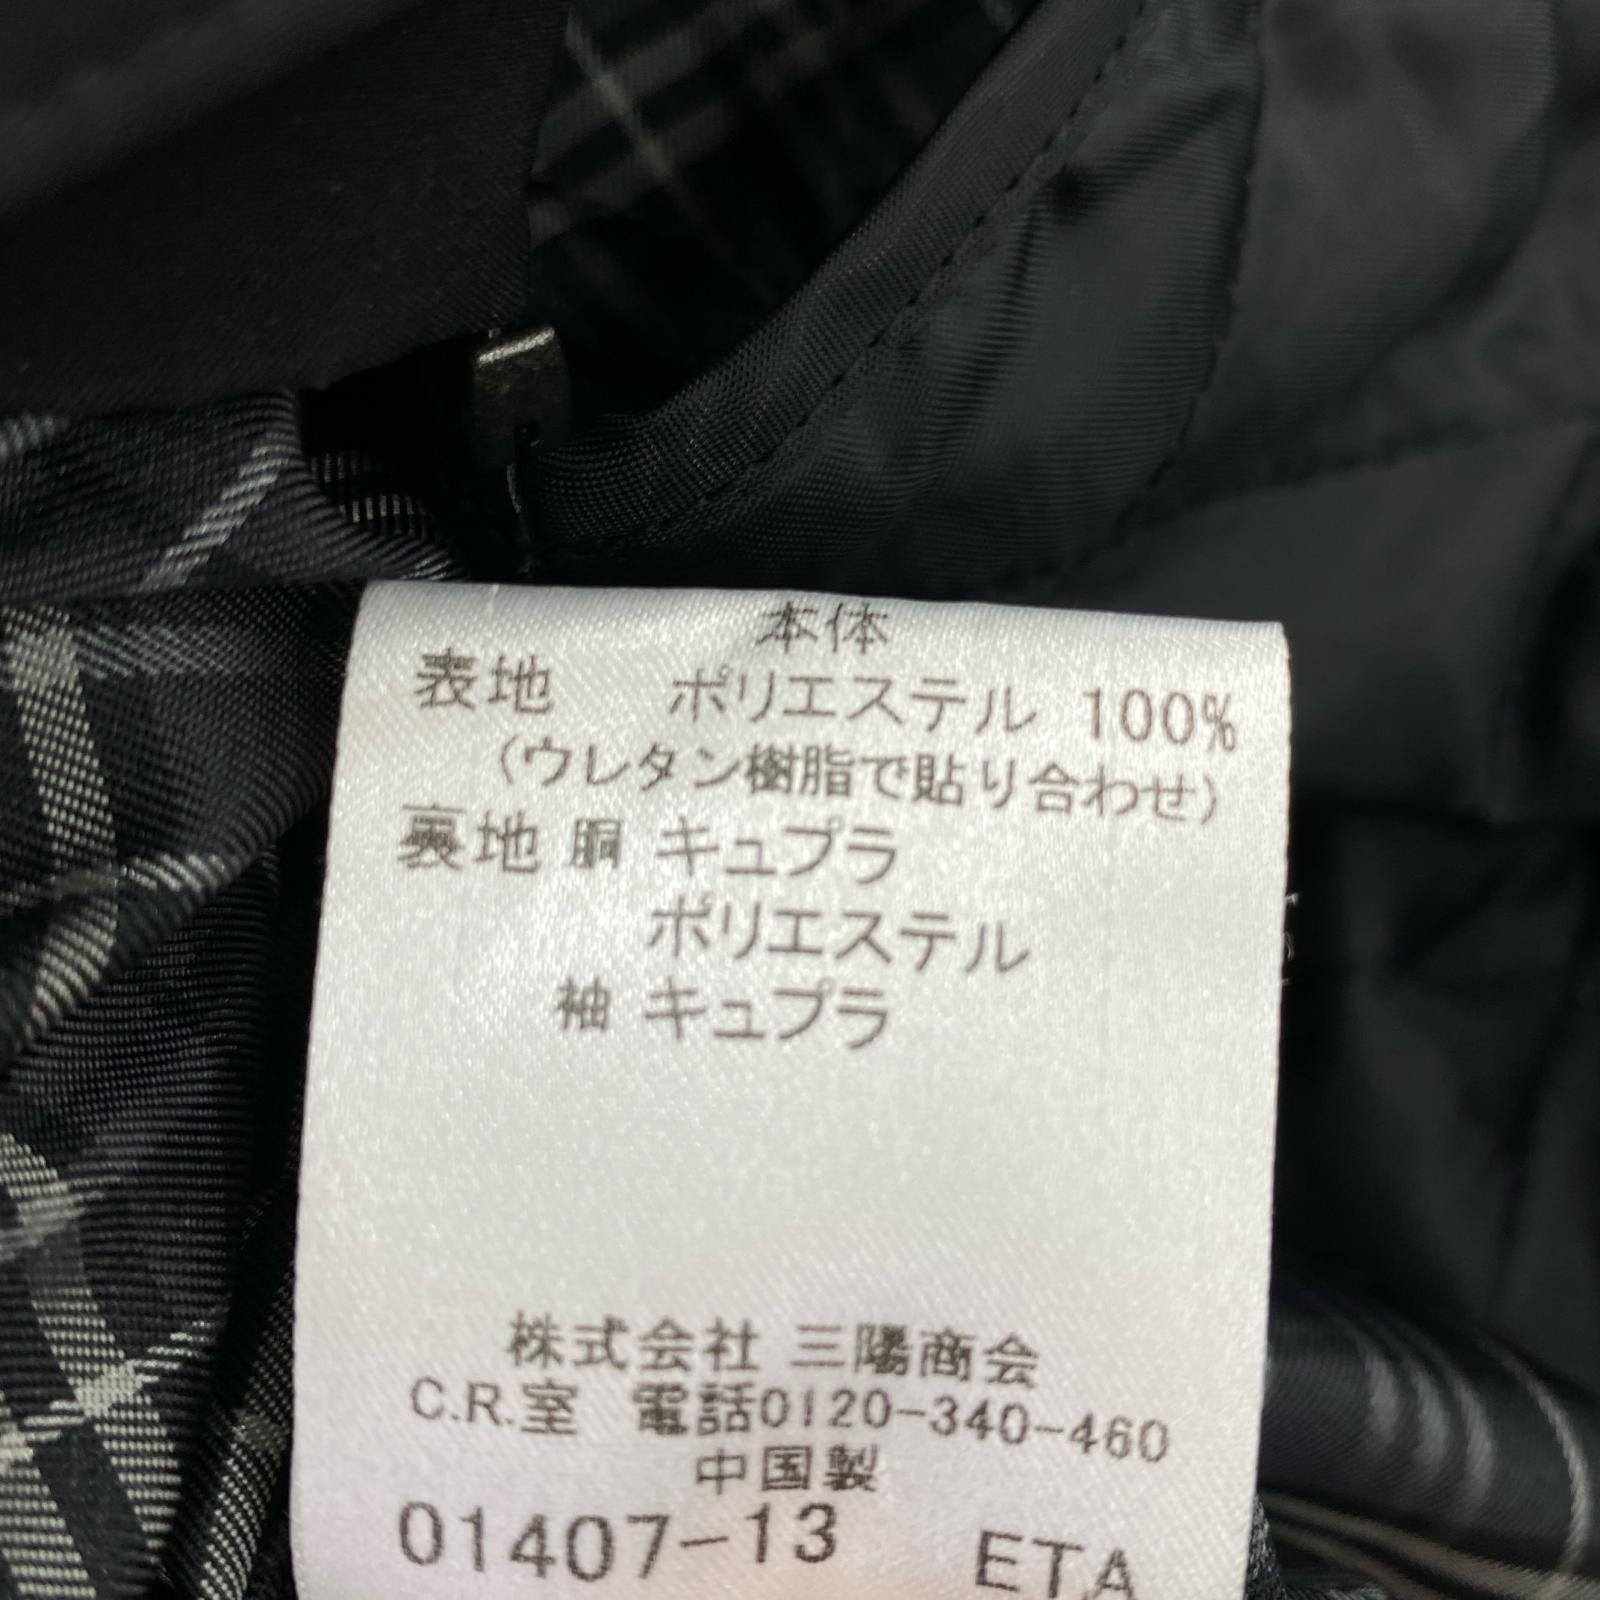 本体
表地 ポリエステル 100%
(ウレタン樹脂で貼り合わせ)
裏地 胴 キュプラ
ポリエステル
袖 キュプラ
株式会社 三陽商会
C.R.室 電話0120-340-460
中国製
01407-13 ETA